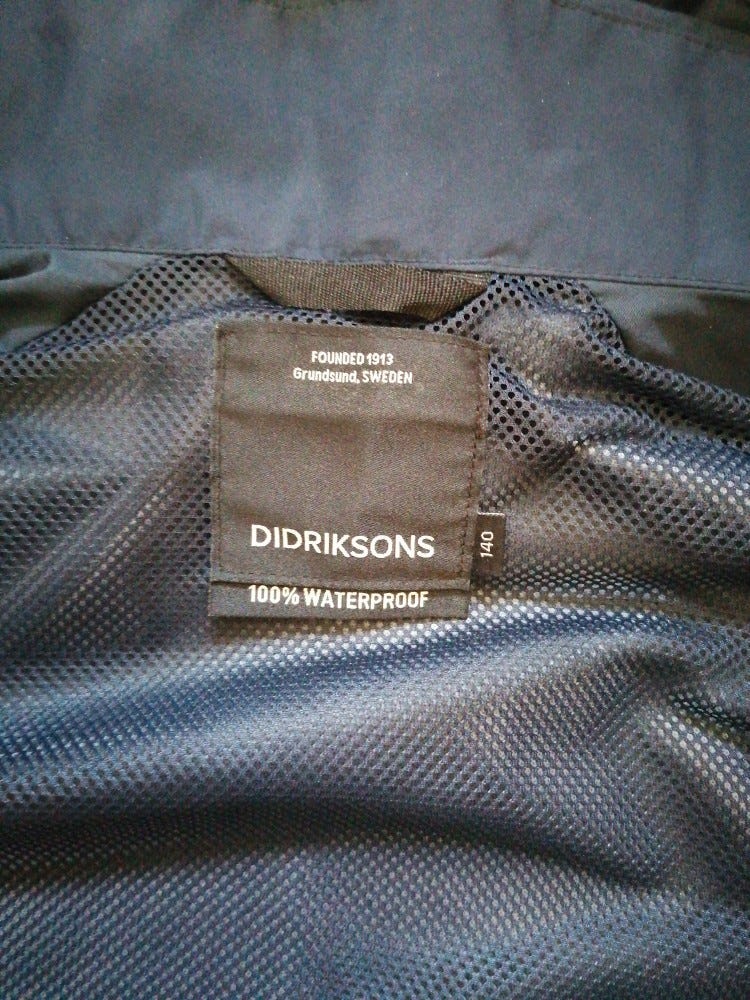 FOUNDED 1913
Grundsund, SWEDEN
DIDRIKSONS
140
100% WATERPROOF